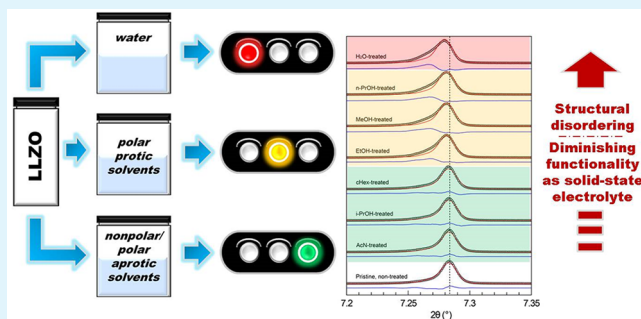 LLZO
water
polar
protic
solvents
nonpolar/
polar
aprotic
solvents
H₂O-treated
n-PrOH-treated
MeOH-treated
EtOH-treated
cHex-treated
i-PrOH-treated
AcN-treated
Pristine, non-treated
7.2 7.25 7.3 7.35
2θ (°)
Structural
disordering
Diminishing
functionality
as solid-state
electrolyte